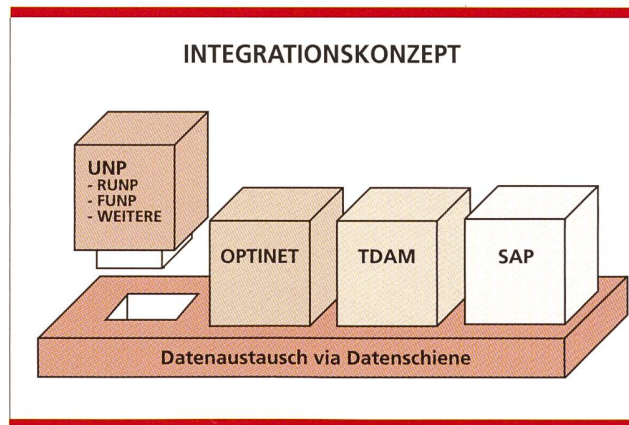 INTEGRATIONSKONZEPT
UNP
- RUNP
- FUNP
- WEITERE
OPTINET
TDAM
SAP
Datenaustausch via Datenschiene